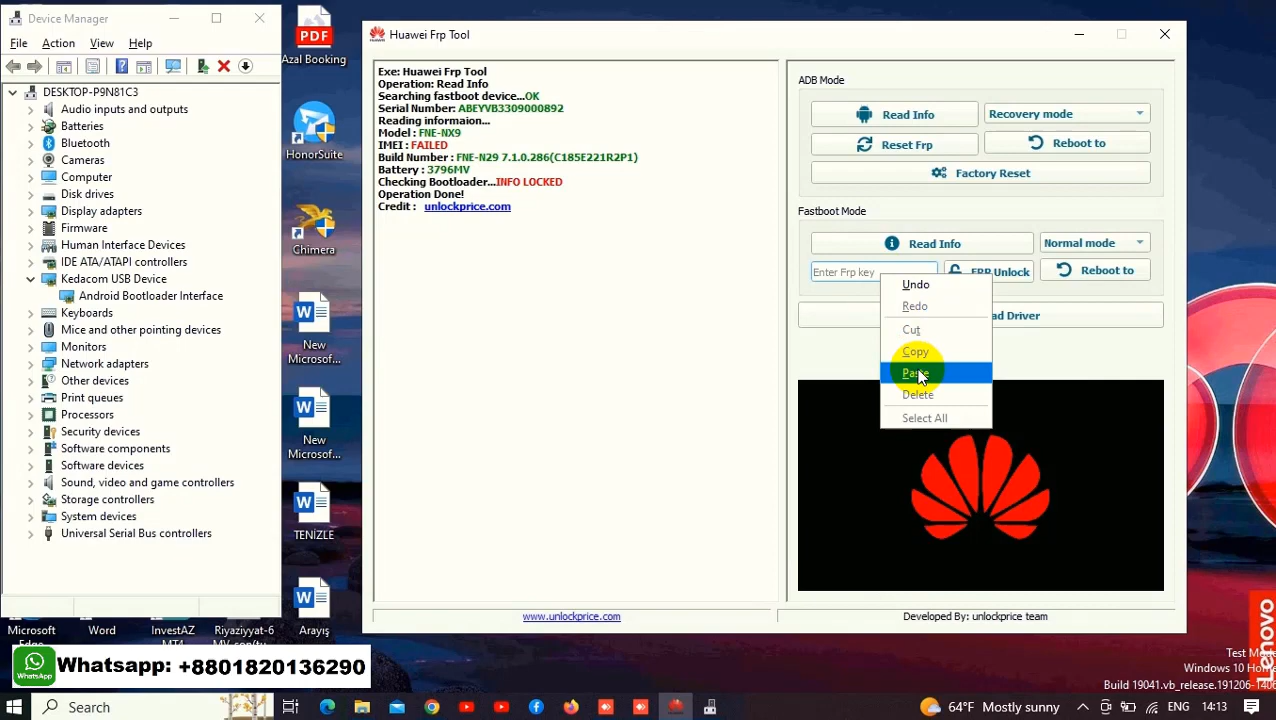 Device Manager
File Action View Help
DESKTOP-P9N81C3
Audio inputs and outputs
Batteries
Bluetooth
Cameras
Computer
Disk drives
Display adapters
Firmware
Human Interface Devices
IDE ATA/ATAPI controllers
Kedacom USB Device
Android Bootloader Interface
Keyboards
Mice and other pointing devices
Monitors
Network adapters
Other devices
Print queues
Processors
Security devices
Software components
Software devices
Sound, video and game controllers
Storage controllers
System devices
Universal Serial Bus controllers
PDF
Azal Booking
HonorSuite
Chimera
New
Microsof...
New
Microsof...
TENİZLE
Arayış
Microsoft
Word
InvestAZ
Riyaziyyat-6
Huawei Frp Tool
Exe: Huawei Frp Tool
Operation: Read Info
Searching fastboot device...OK
Serial Number: ABEYVB3309000892
Reading informaion...
Model : FNE-NX9
IMEI : FAILED
Build Number : FNE-N29 7.1.0.286(C185E221R2P1)
Battery : 3796MV
Checking Bootloader...INFO LOCKED
Operation Done!
Credit : unlockprice.com
ADB Mode
Read Info
Recovery mode
Reset Frp
Reboot to
Factory Reset
Fastboot Mode
Read Info
Normal mode
Enter Frp key
FRP Unlock
Reboot to
ad Driver
Undo
Redo
Cut
Copy
Paste
Delete
Select All
www.unlockprice.com
Developed By: unlockprice team
WhatsApp
Whatsapp: +8801820136290
lenovo
Test Mo
Windows 10 Home
Build 19041.vb_release.191206-1406
Search
64°F Mostly sunny
ENG
14:13